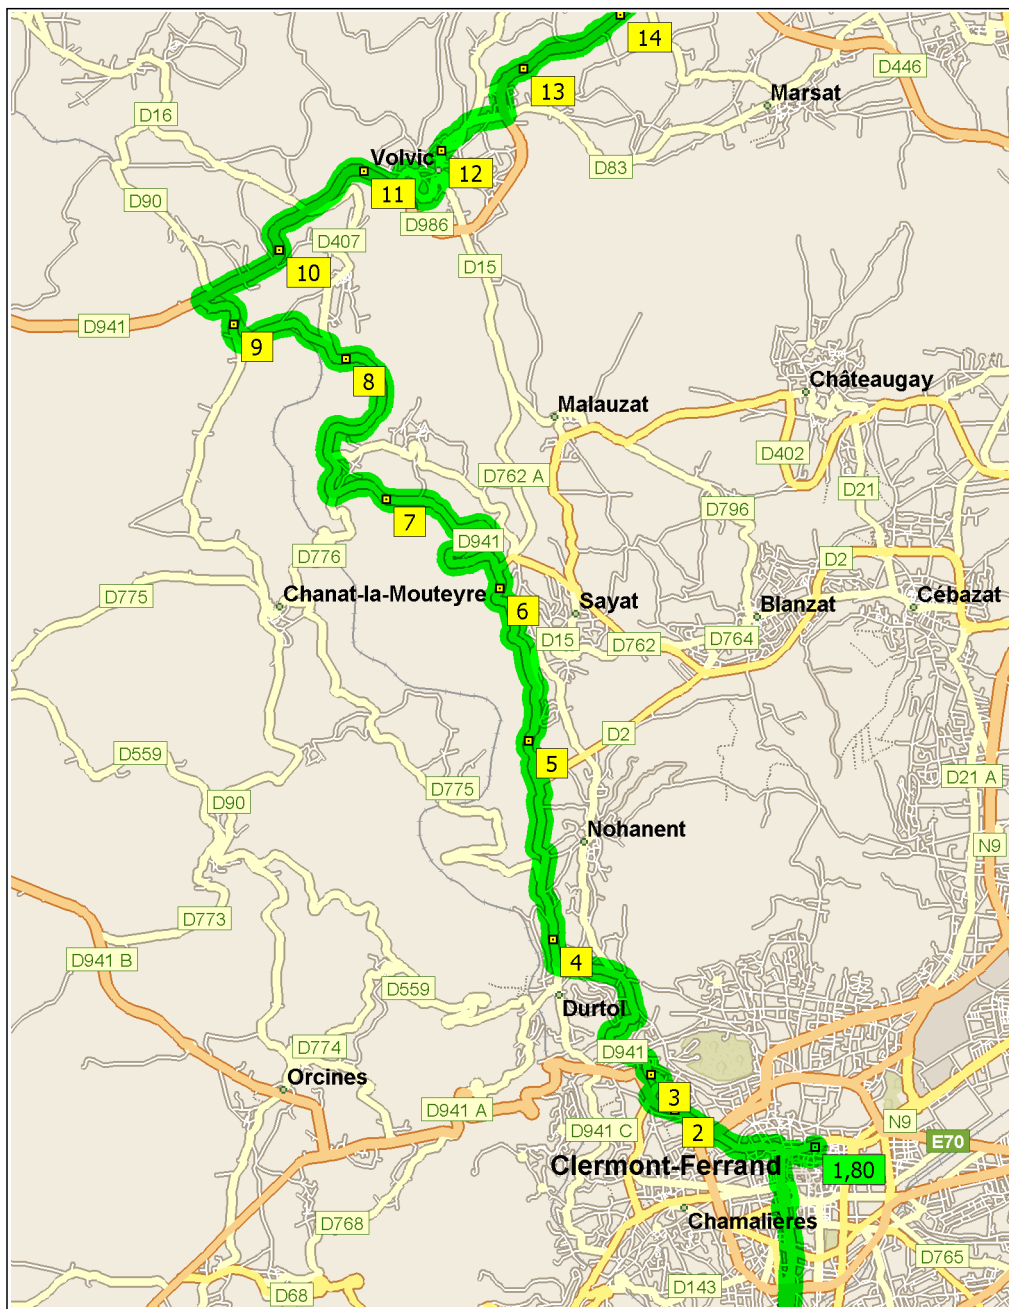 14
D446
13
Marsat
D16
Volvic
12
D83
11
D90
D986
D407
D15
10
D941
9
8
Châteaugay
Malauzat
D402
D762 A
D21
D796
7
D941
D776
D2
D775
Chanat-la-Mouteyre
6
Sayat
Blanzat
Cébazat
D15
D762
D764
D2
D559
5
D21 A
D775
D90
Nohanent
N9
D773
D941 B
4
D559
Durtol
D774
D941
Orcines
3
D941 A
D941 C
2
N9
E70
Clermont-Ferrand
1,80
D768
Chamalières
D765
D68
D143